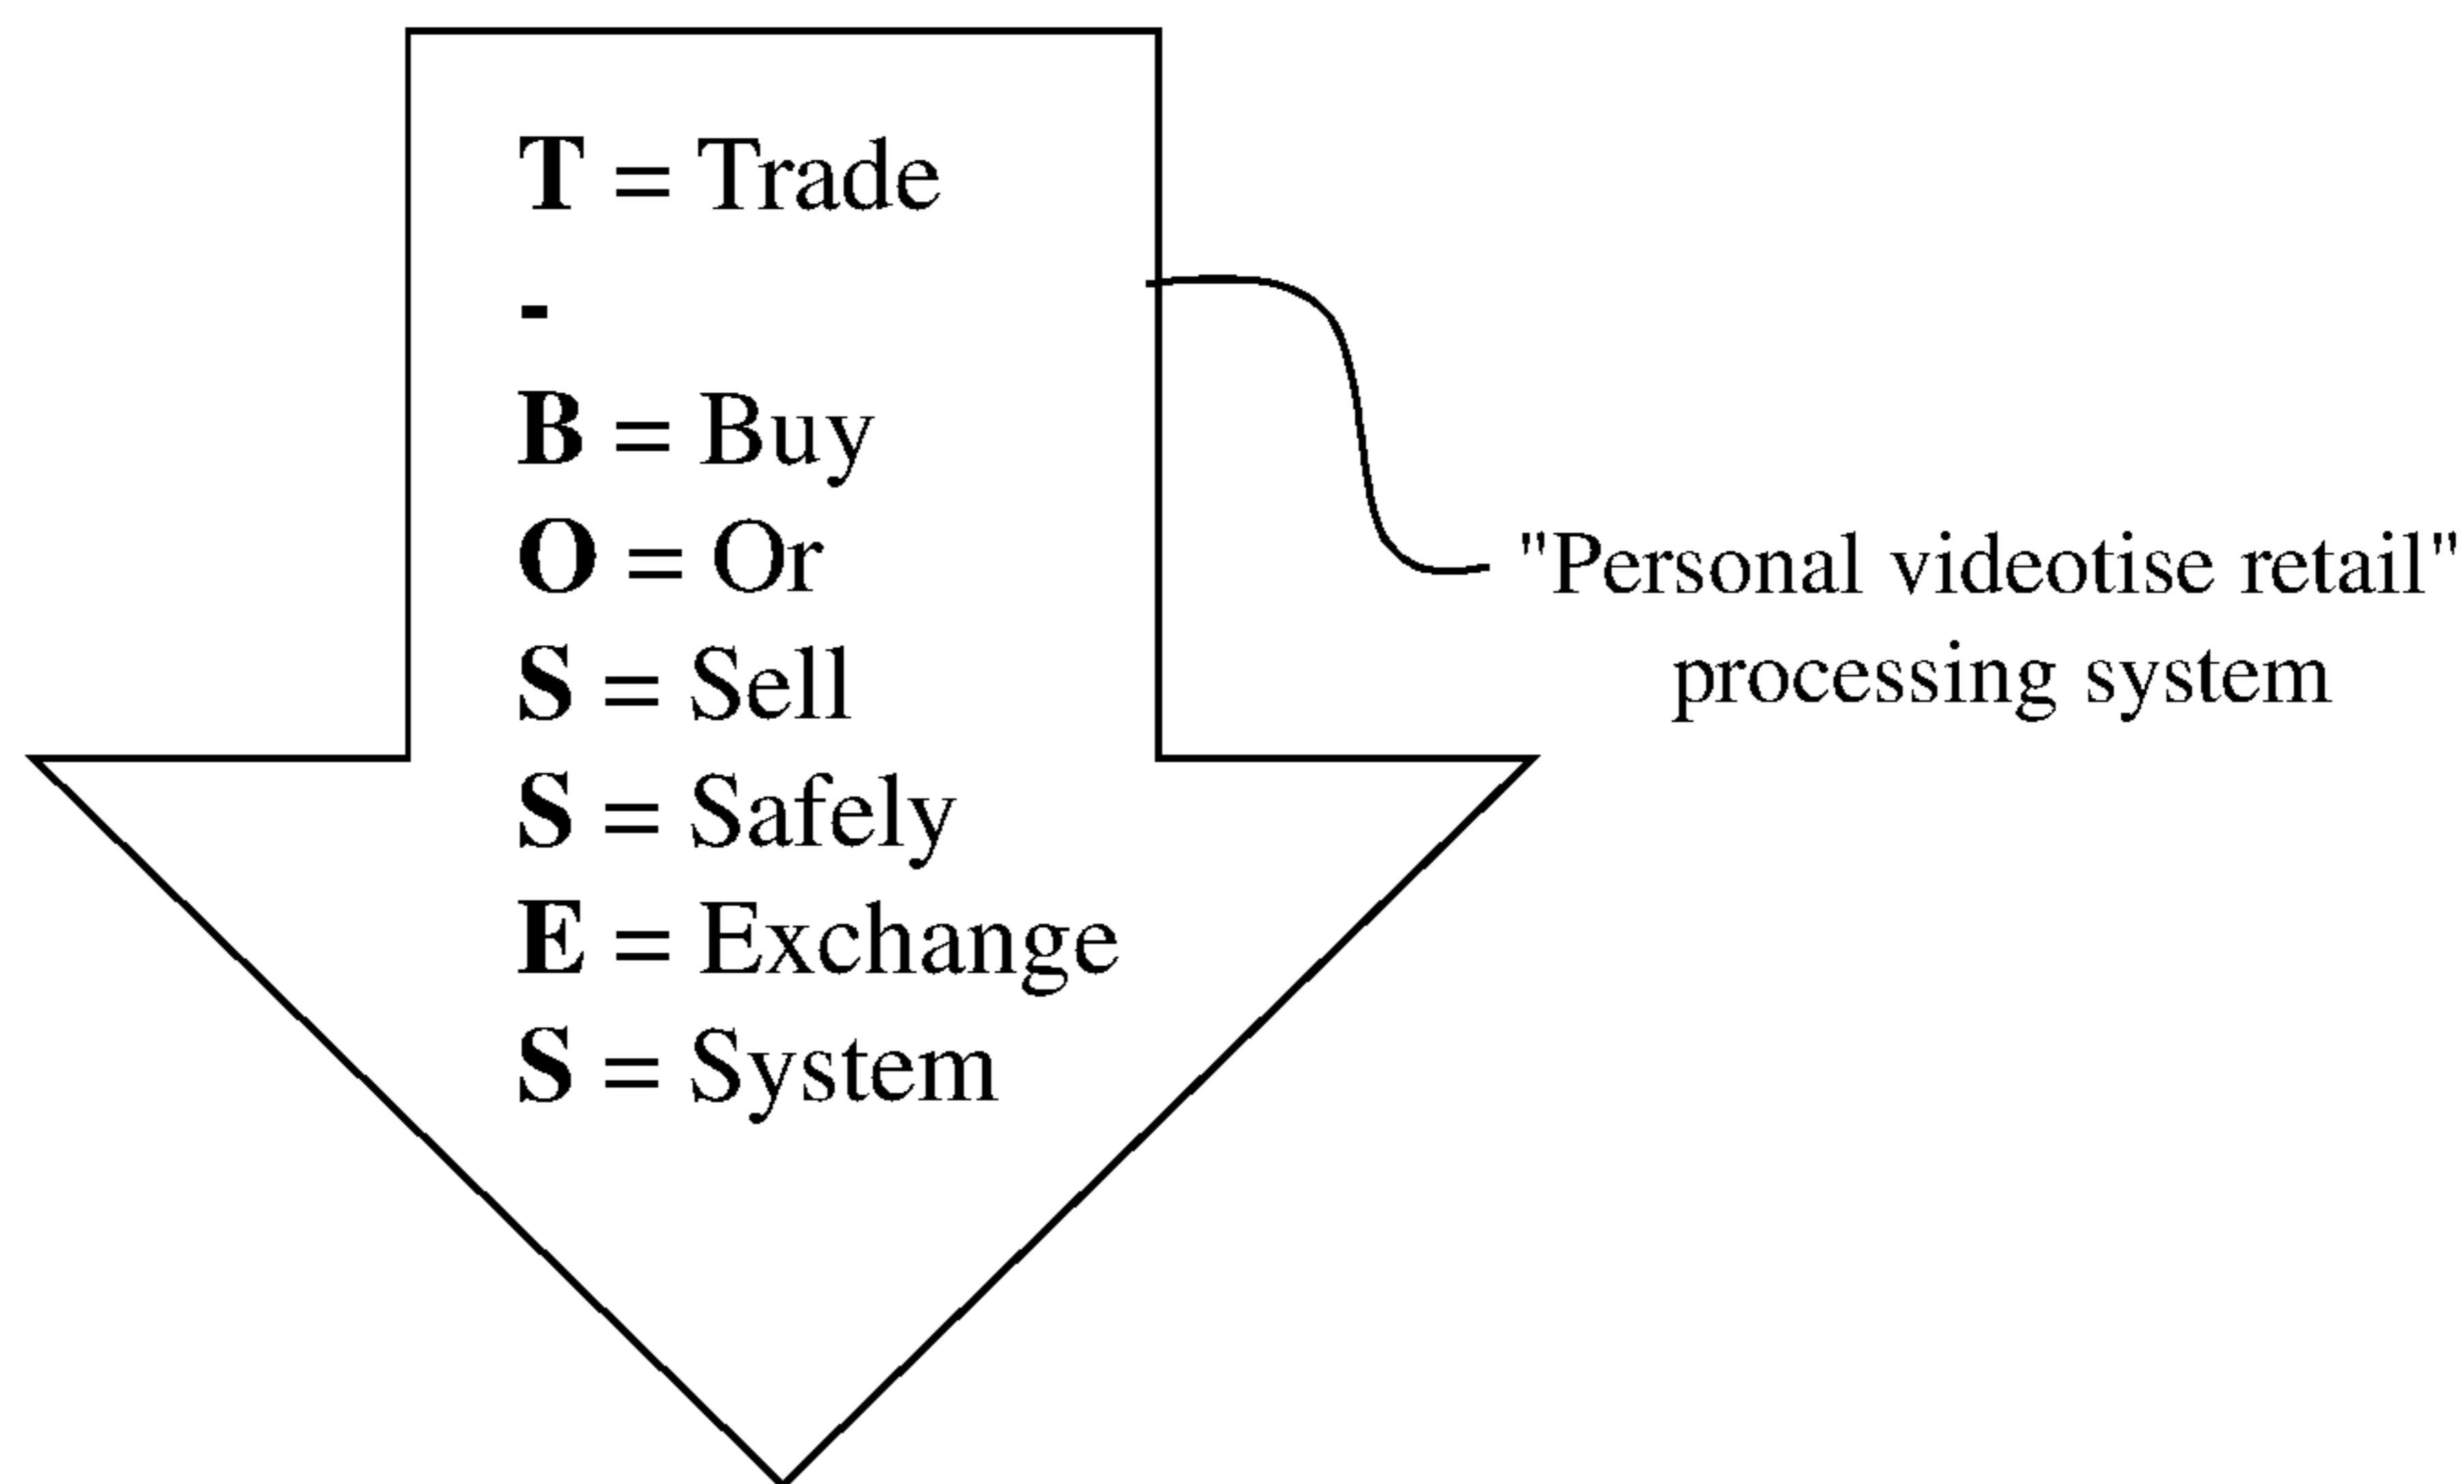 T = Trade
-
B = Buy
O = Or
S = Sell
S = Safely
E = Exchange
S = System
"Personal videotise retail"
processing system